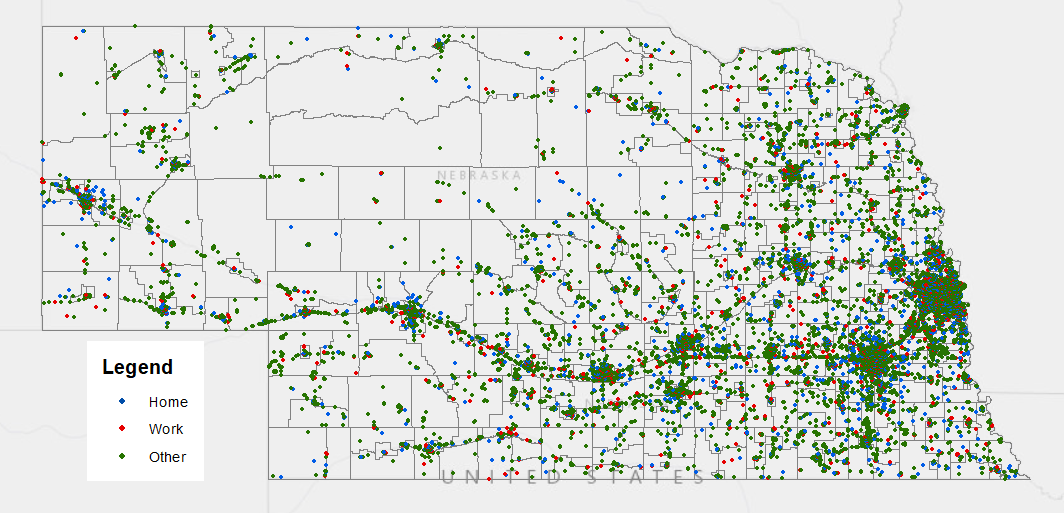 NEBRASKA
Legend
Home
Work
Other
UNITED STATES